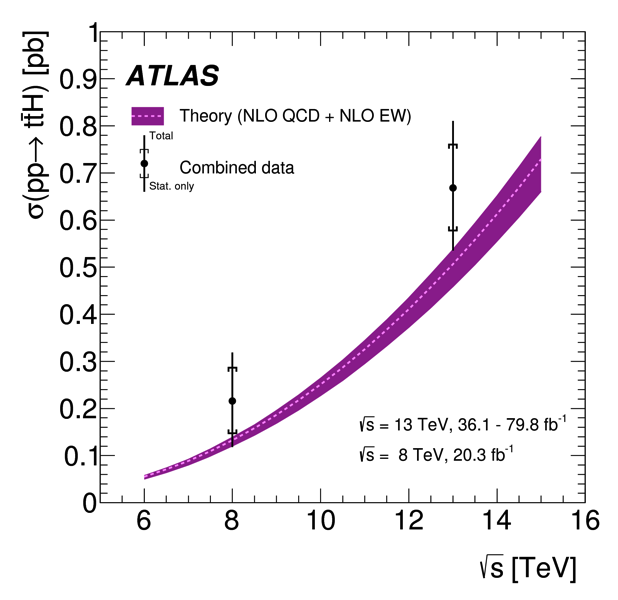 σ(pp→ tt̄H) [pb]
1
0.9
0.8
0.7
0.6
0.5
0.4
0.3
0.2
0.1
0
ATLAS
Theory (NLO QCD + NLO EW)
Total
Combined data
Stat. only
√s = 13 TeV, 36.1 - 79.8 fb⁻¹
√s = 8 TeV, 20.3 fb⁻¹
6 8 10 12 14 16
√s [TeV]